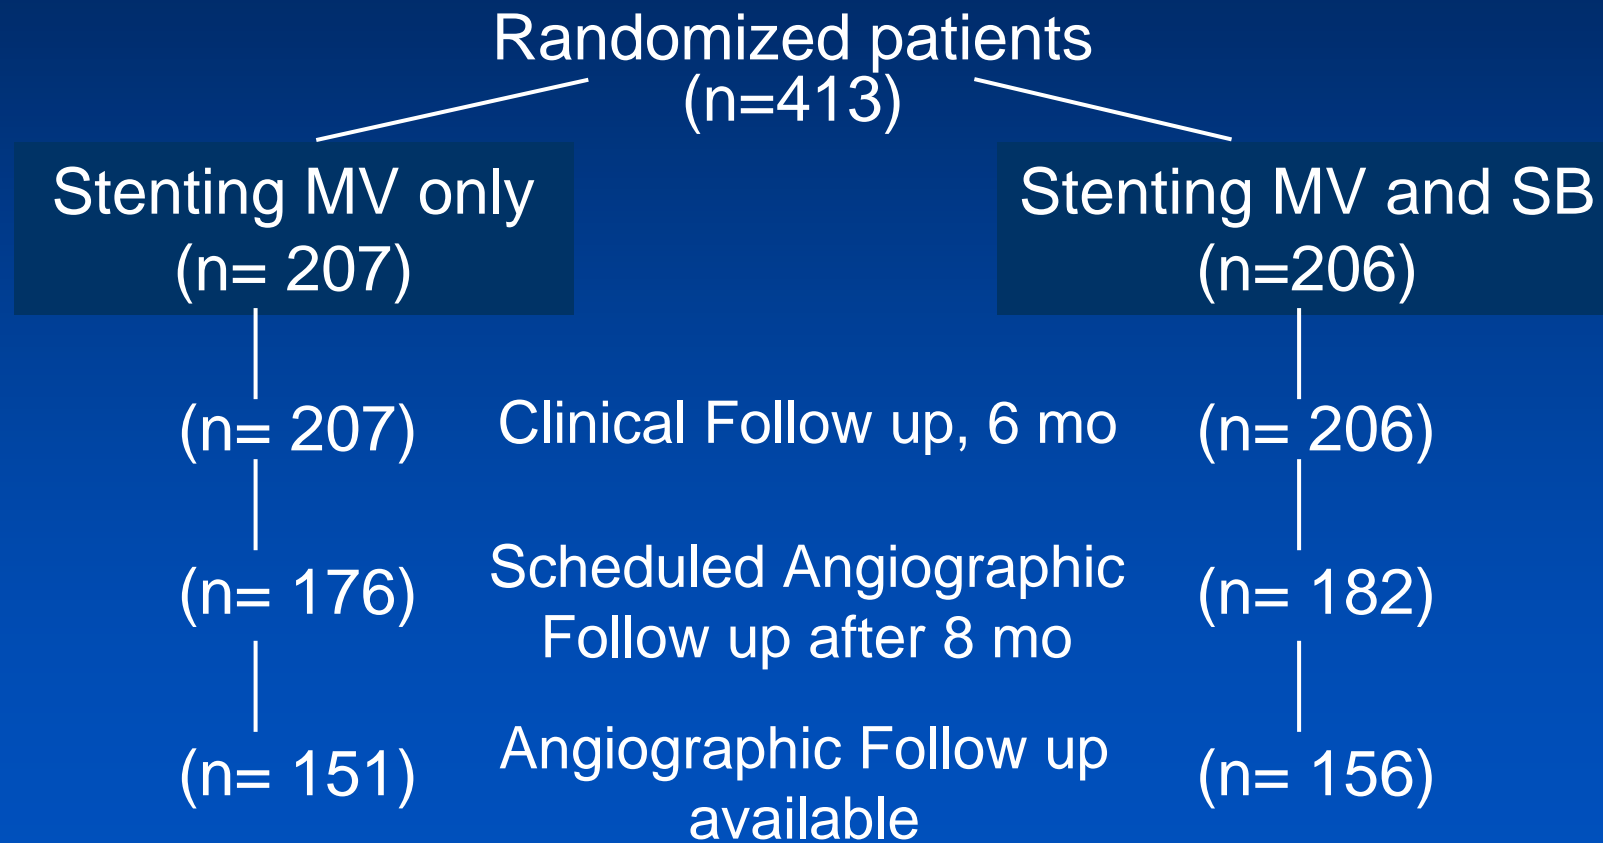 Randomized patients
(n=413)
Stenting MV only
(n= 207)
Stenting MV and SB
(n=206)
(n= 207)
Clinical Follow up, 6 mo
(n= 206)
(n= 176)
Scheduled Angiographic
Follow up after 8 mo
(n= 182)
(n= 151)
Angiographic Follow up
available
(n= 156)